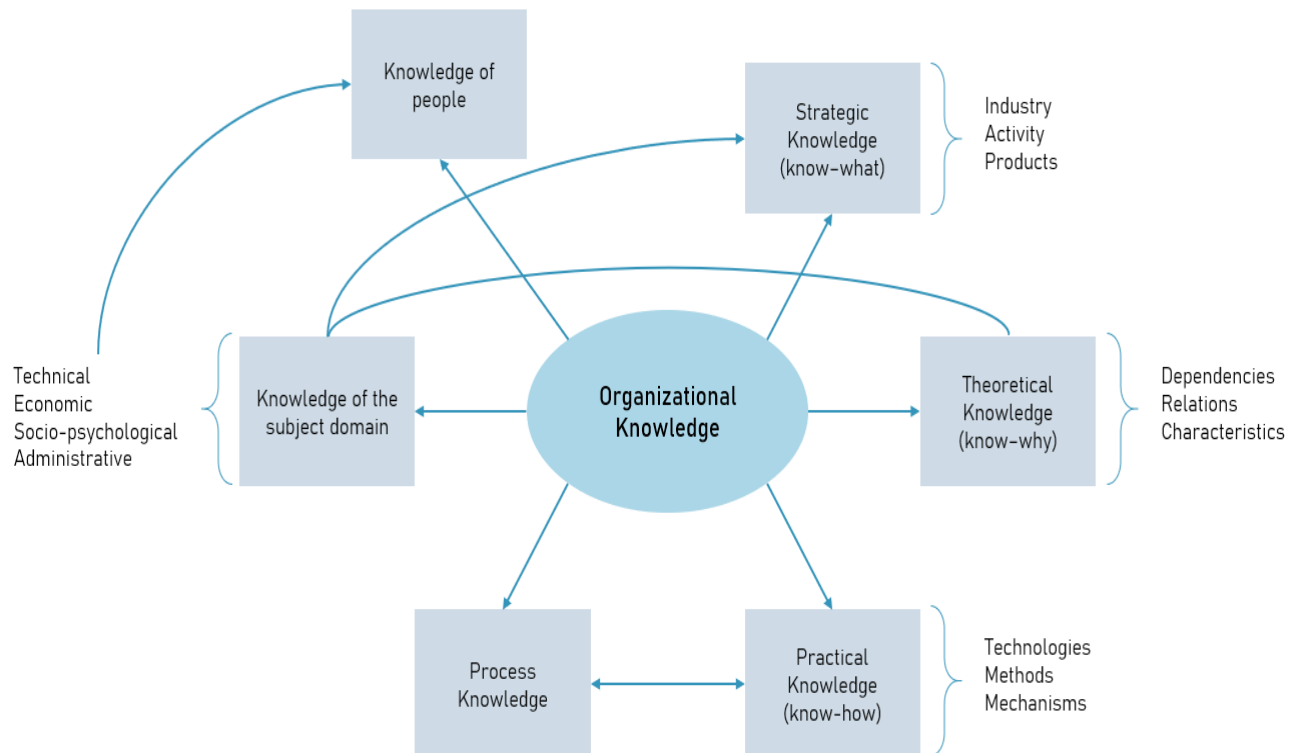 Knowledge of
people
Strategic
Knowledge
(know–what)
Industry
Activity
Products
Technical
Economic
Socio-psychological
Administrative
Knowledge of the
subject domain
Organizational
Knowledge
Theoretical
Knowledge
(know–why)
Dependencies
Relations
Characteristics
Process
Knowledge
Practical
Knowledge
(know-how)
Technologies
Methods
Mechanisms